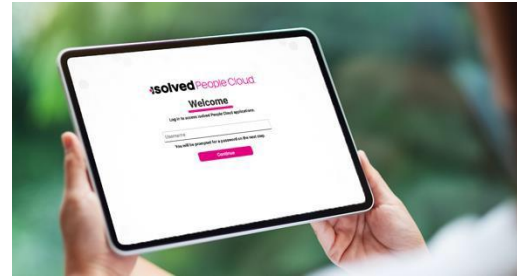 isolved People Cloud
Welcome
Log in to access isolved People Cloud applications.
Username
You will be prompted for a password on the next step.
Continue